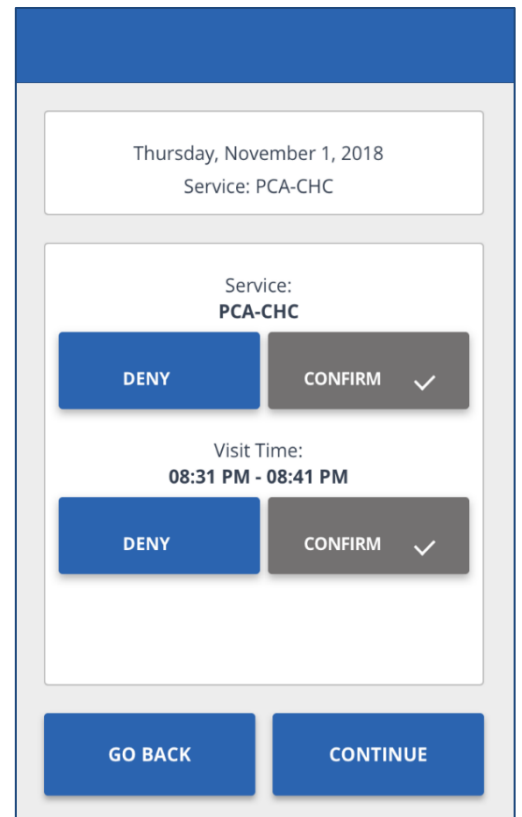 Thursday, November 1, 2018
Service: PCA-CHC
Service:
PCA-CHC
DENY CONFIRM
Visit Time:
08:31 PM - 08:41 PM
DENY CONFIRM
GO BACK CONTINUE